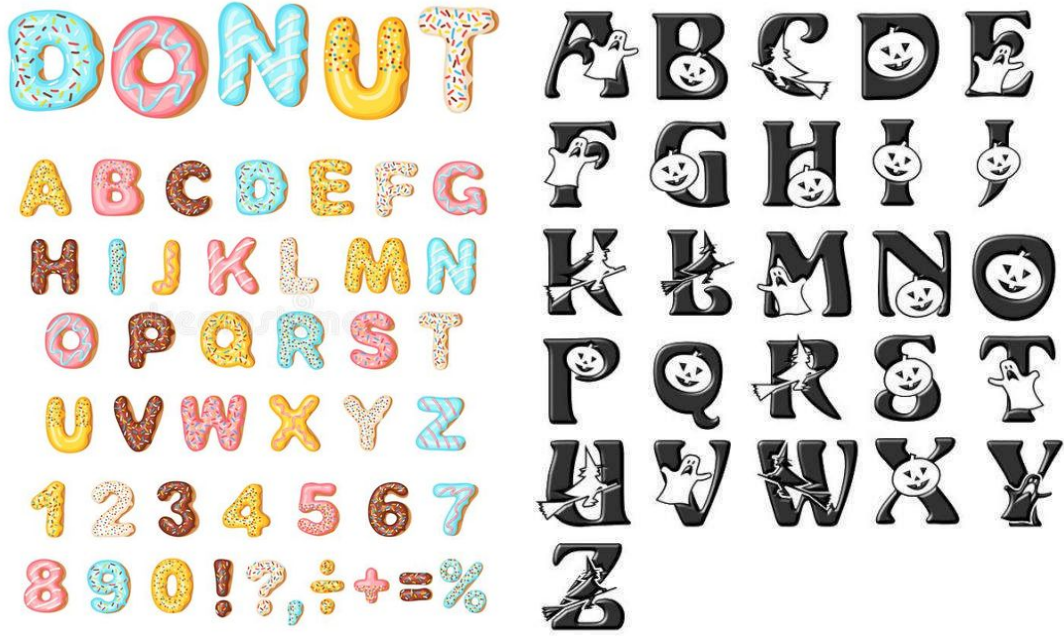 DONUT
ABCDEFG
HIJKLMN
OPQRST
UVWXYZ
1234567
890!?,÷+=%
ABCDE
FGHIJ
KLMNO
PQRST
UVWXY
Z